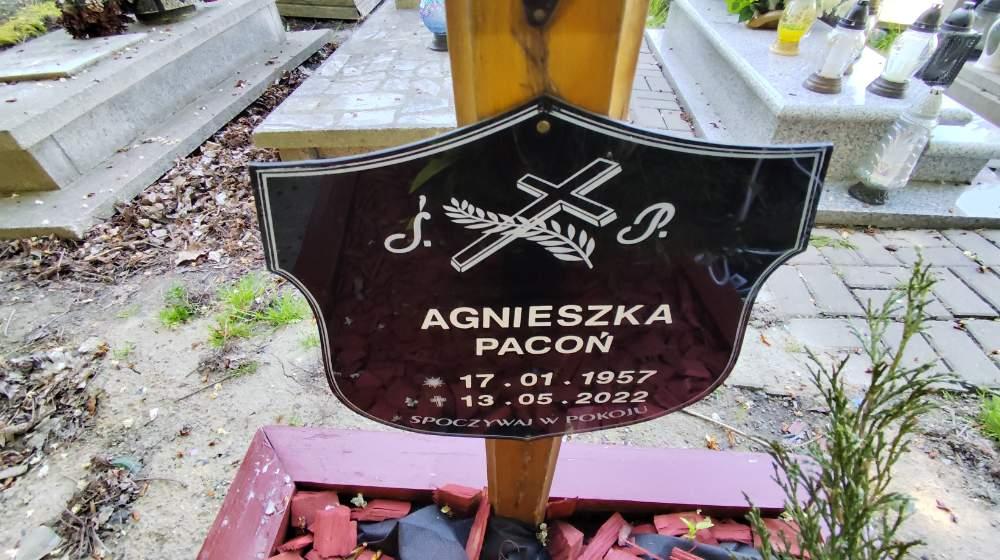 Ś. P.
AGNIESZKA
PACOŃ
17.01.1957
13.05.2022
SPOCZYWAJ W POKOJU